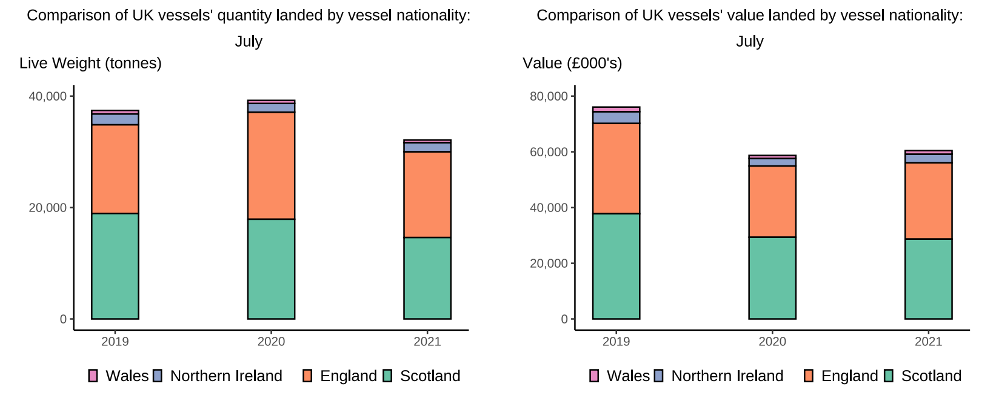 Comparison of UK vessels' quantity landed by vessel nationality:
July
Live Weight (tonnes)
40,000
20,000
0
2019 2020 2021
Wales Northern Ireland England Scotland
Comparison of UK vessels' value landed by vessel nationality:
July
Value (£000's)
80,000
60,000
40,000
20,000
0
2019 2020 2021
Wales Northern Ireland England Scotland